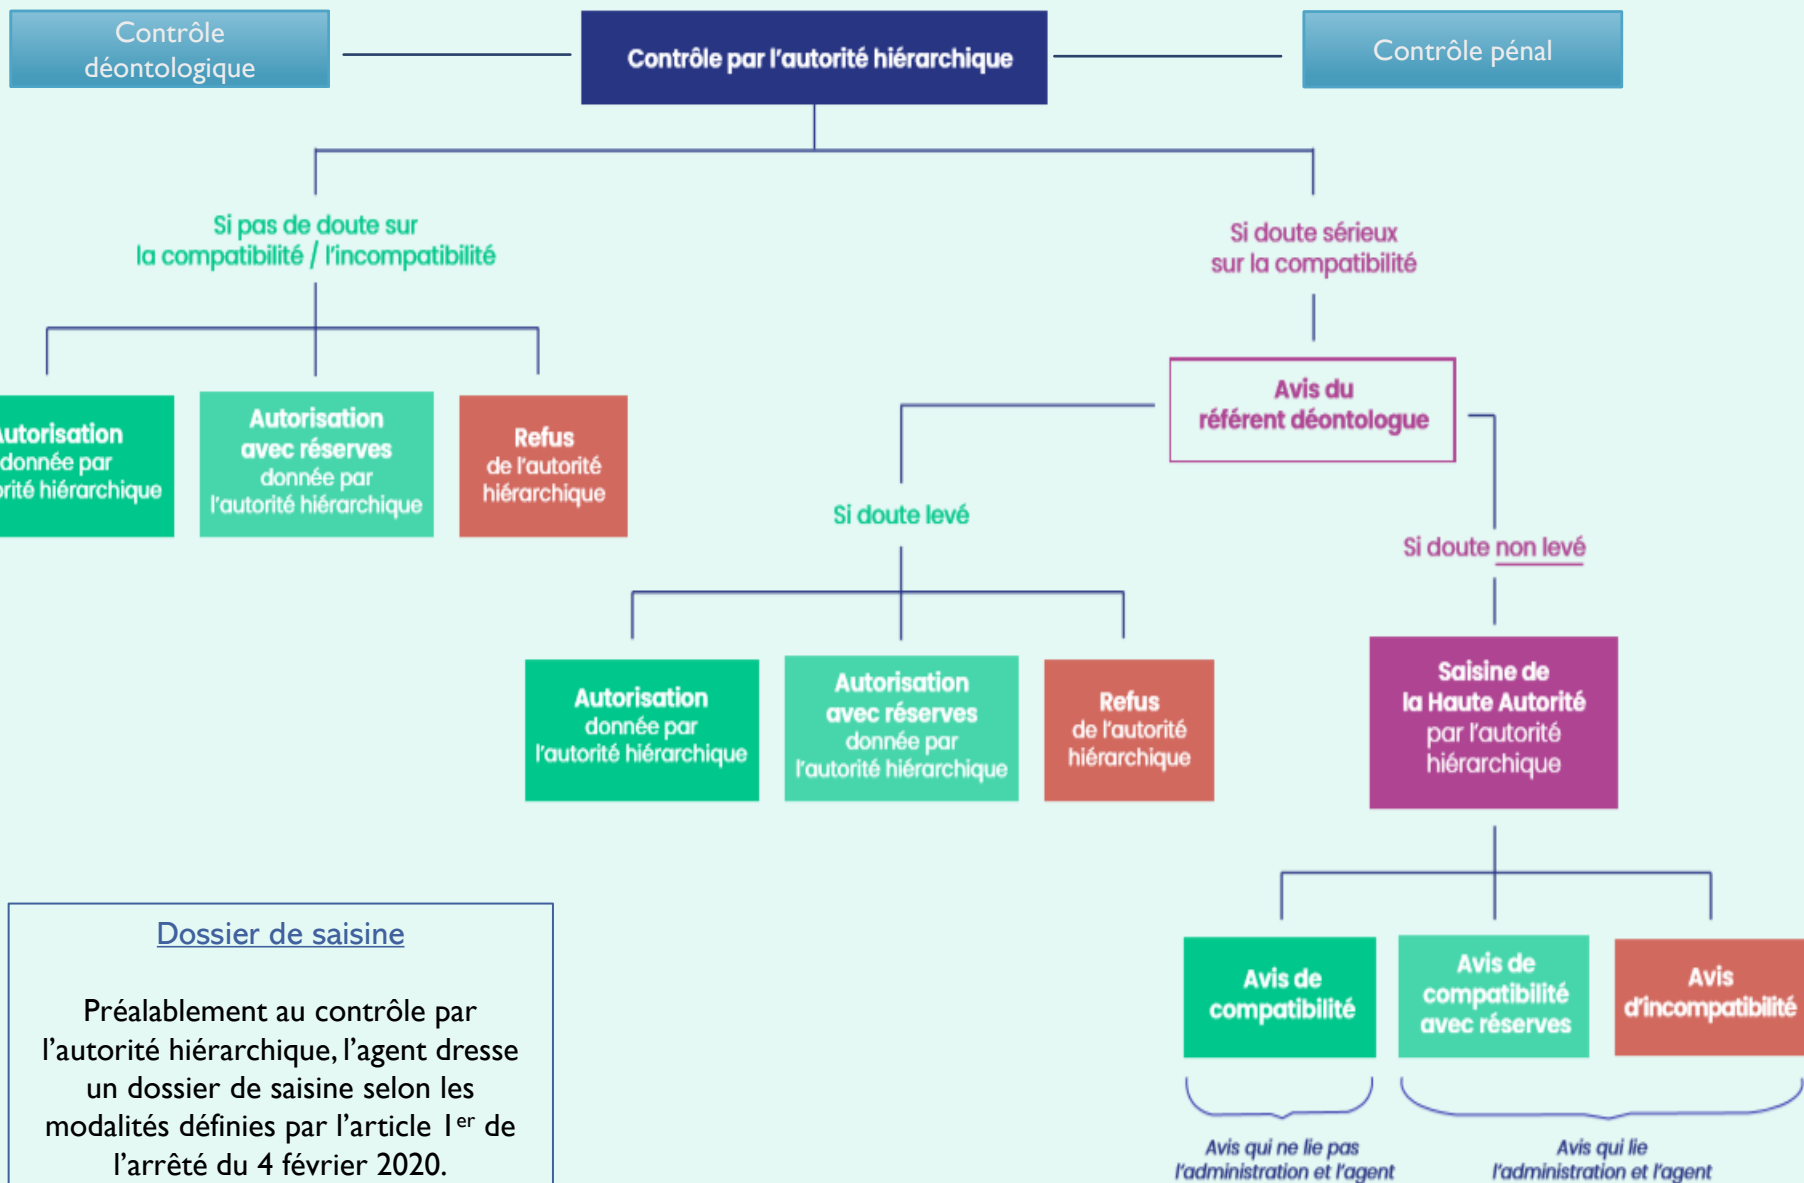 Contrôle
déontologique
Contrôle par l'autorité hiérarchique
Contrôle pénal
Si pas de doute sur
la compatibilité / l'incompatibilité
Si doute sérieux
sur la compatibilité
utorisation
donnée par
orité hiérarchique
Autorisation
avec réserves
donnée par
l'autorité hiérarchique
Refus
de l'autorité
hiérarchique
Avis du
référent déontologue
Si doute levé
Si doute non levé
Autorisation
donnée par
l'autorité hiérarchique
Autorisation
avec réserves
donnée par
l'autorité hiérarchique
Refus
de l'autorité
hiérarchique
Saisine de
la Haute Autorité
par l'autorité
hiérarchique
Avis de
compatibilité
Avis de
compatibilité
avec réserves
Avis
d'incompatibilité
Avis qui ne lie pas
l'administration et l'agent
Avis qui lie
l'administration et l'agent
Dossier de saisine
Préalablement au contrôle par
l'autorité hiérarchique, l'agent dresse
un dossier de saisine selon les
modalités définies par l'article 1er de
l'arrêté du 4 février 2020.